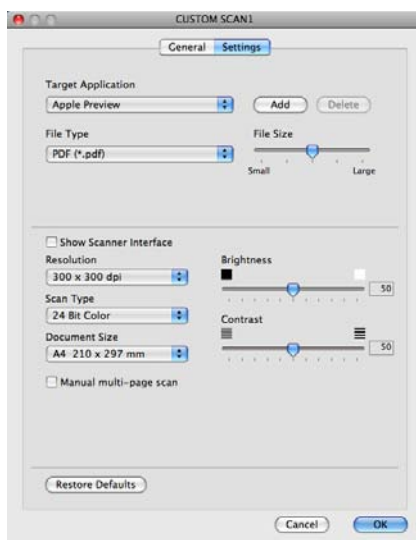 CUSTOM SCAN1
General Settings
Target Application
Apple Preview Add Delete
File Type File Size
PDF (*.pdf)
Small Large
Show Scanner Interface
Resolution Brightness
300 x 300 dpi 50
Scan Type
24 Bit Color
Contrast
Document Size
A4 210 x 297 mm 50
Manual multi-page scan
Restore Defaults
Cancel OK